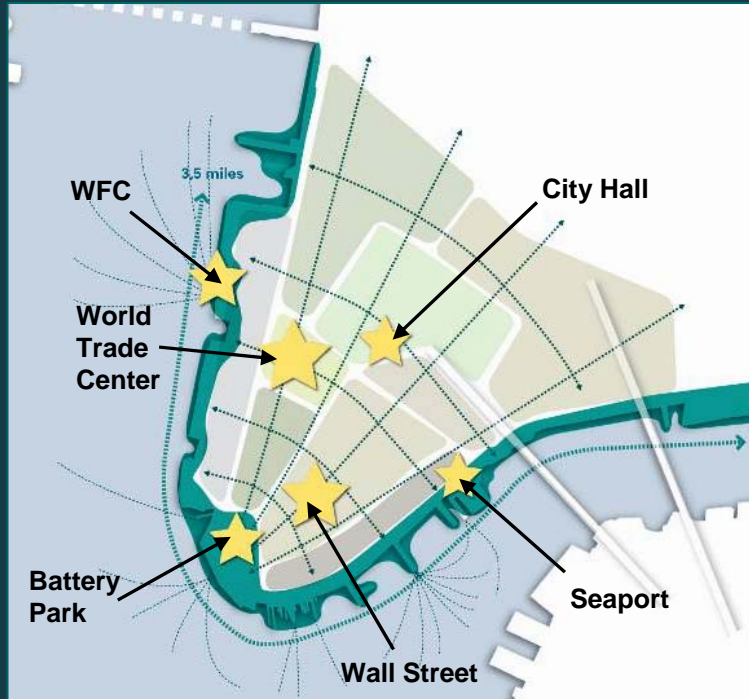 3,5 miles
WFC
City Hall
World
Trade
Center
Battery
Park
Seaport
Wall Street